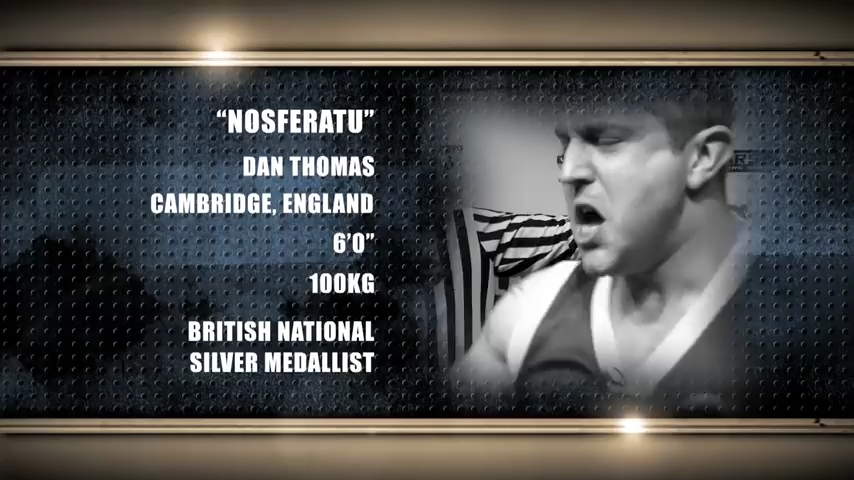 “NOSFERATU”
DAN THOMAS
CAMBRIDGE, ENGLAND
6’0”
100KG
BRITISH NATIONAL
SILVER MEDALLIST